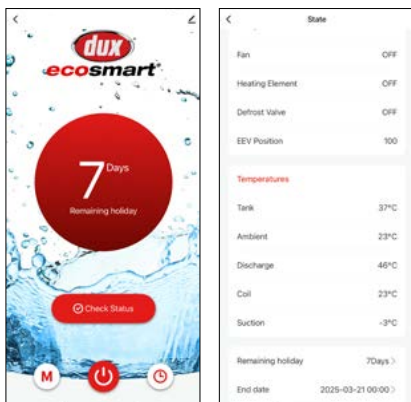 dux
ecosmart
7 Days
Remaining holiday
Check Status
M
State
Fan OFF
Heating Element OFF
Defrost Valve OFF
EEV Position 100
Temperatures
Tank 37°C
Ambient 23°C
Discharge 46°C
Coil 23°C
Suction -3°C
Remaining holiday 7Days >
End date 2025-03-21 00:00 >